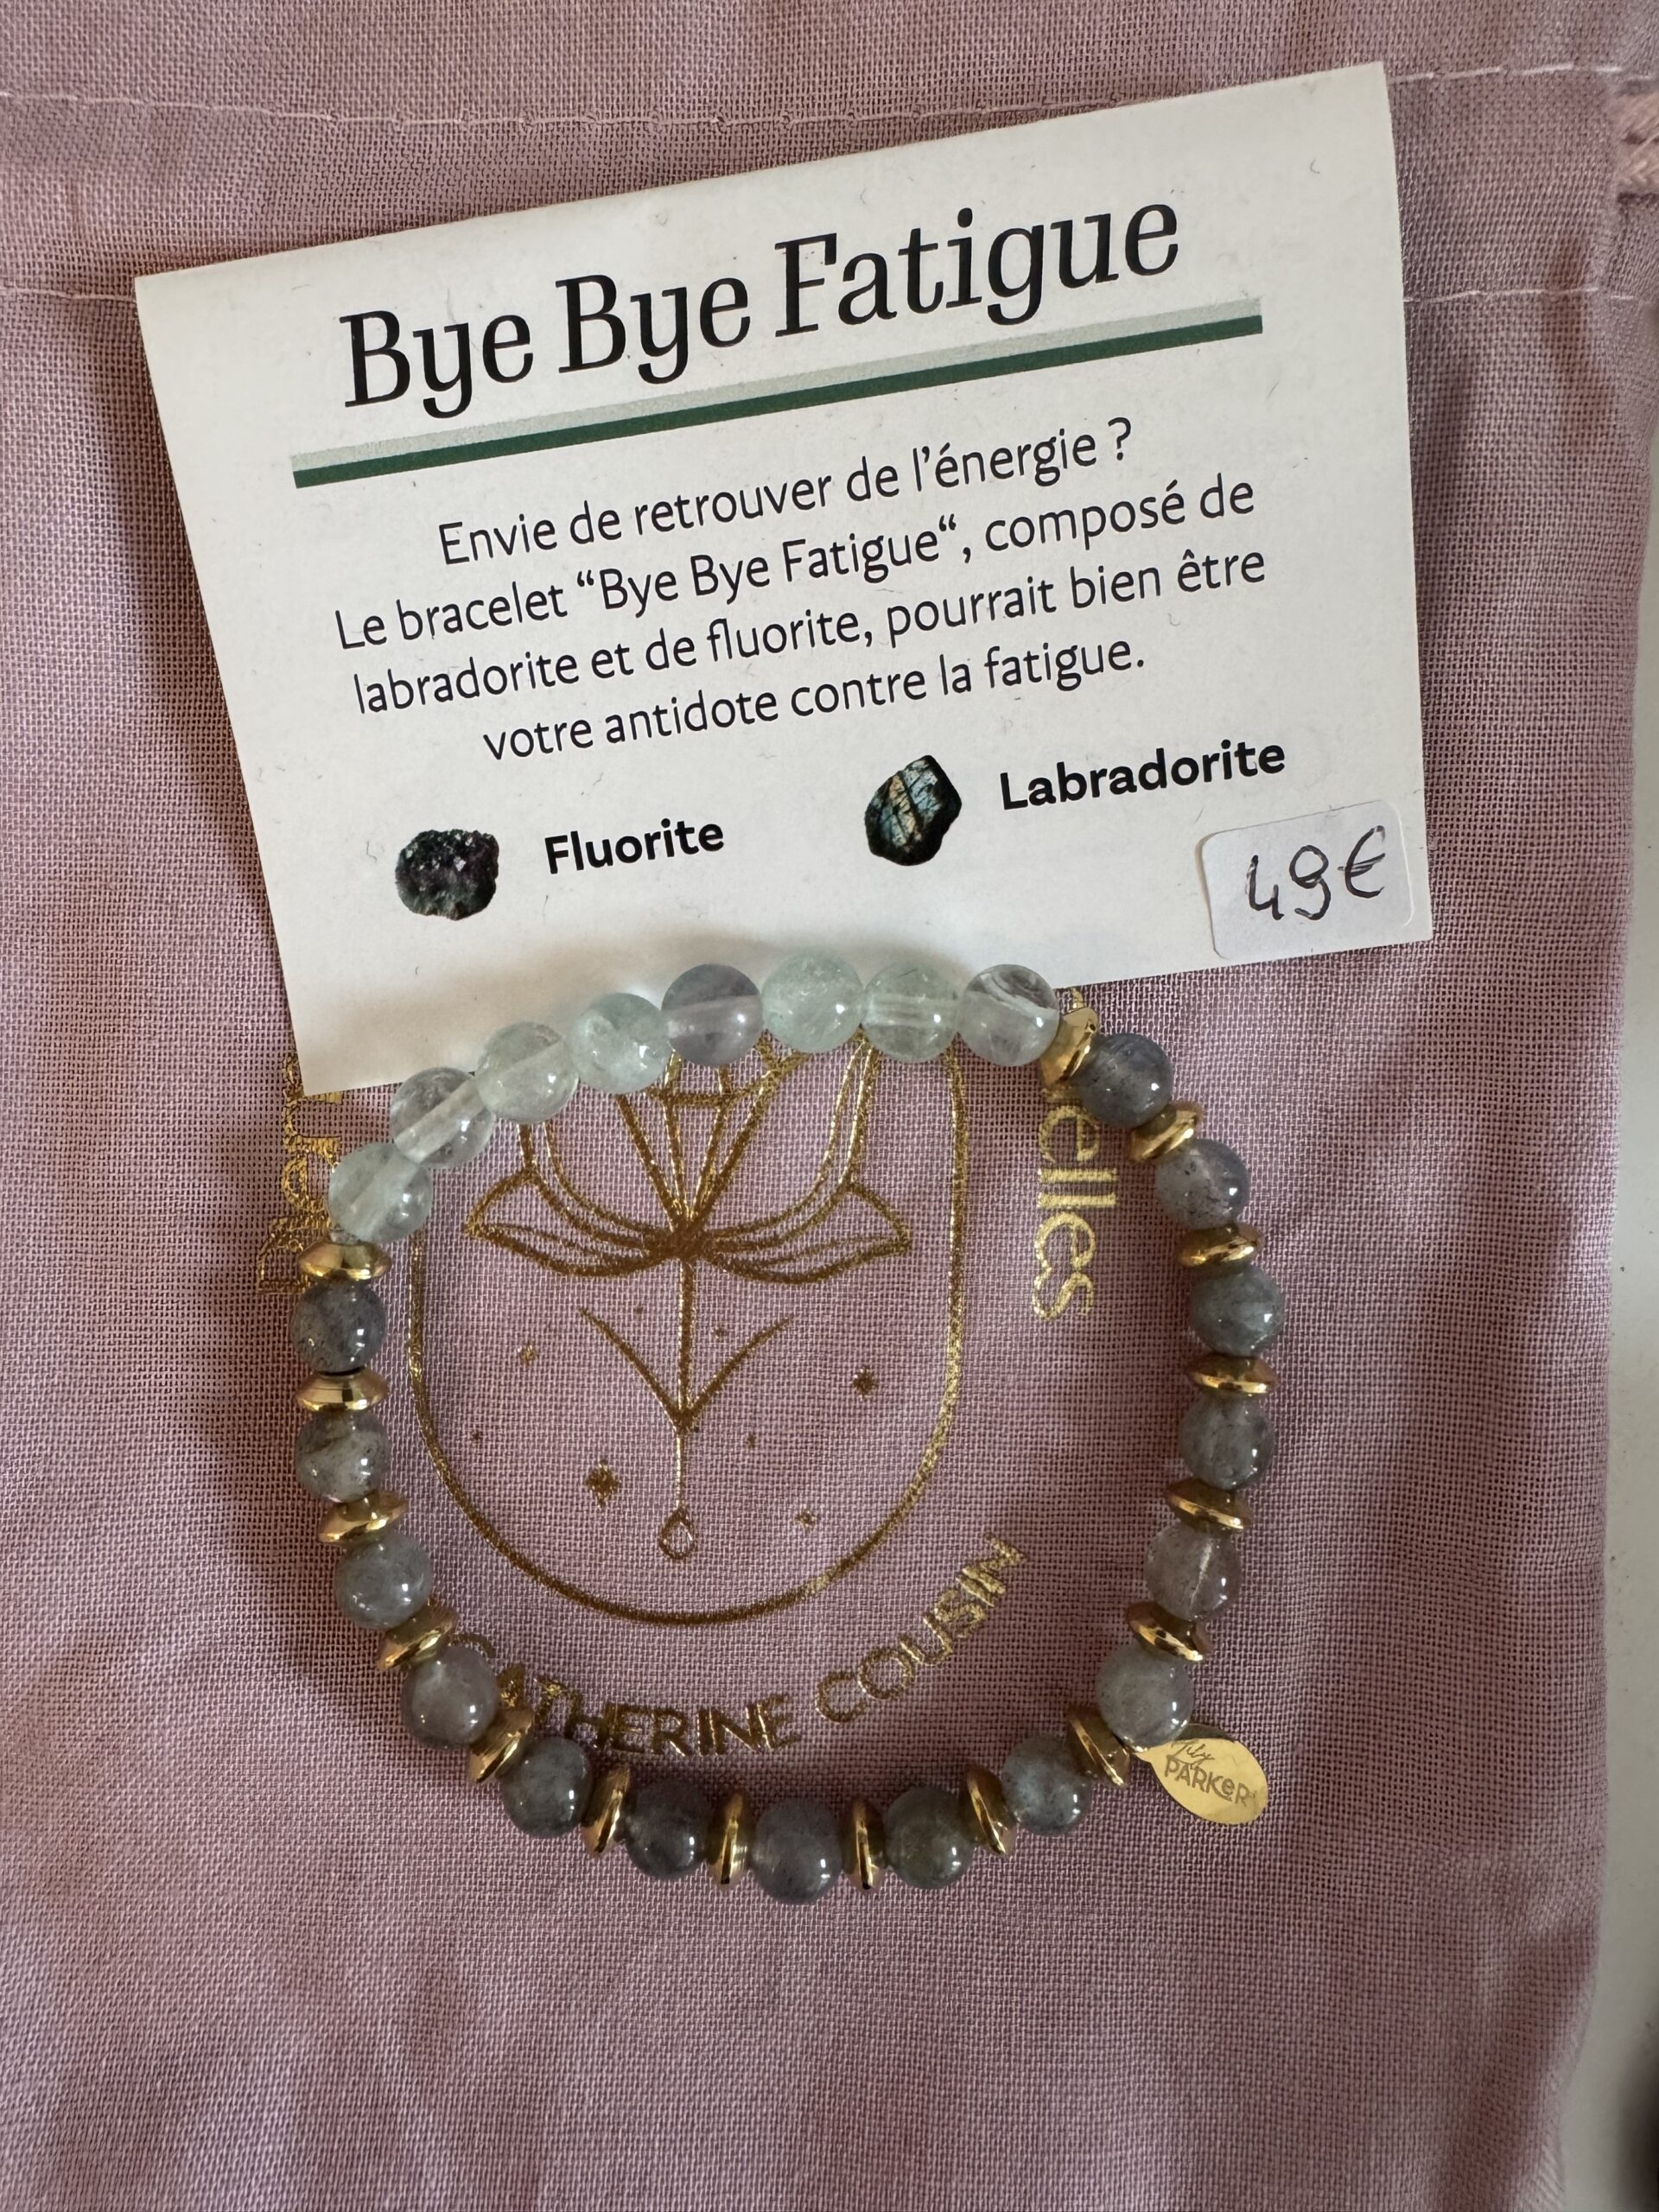 Bye Bye Fatigue
Envie de retrouver de l'énergie ?
Le bracelet “Bye Bye Fatigue“, composé de
labradorite et de fluorite, pourrait bien être
votre antidote contre la fatigue.
Fluorite
Labradorite
49€
elles
CATHERINE COUSIN
PARKER